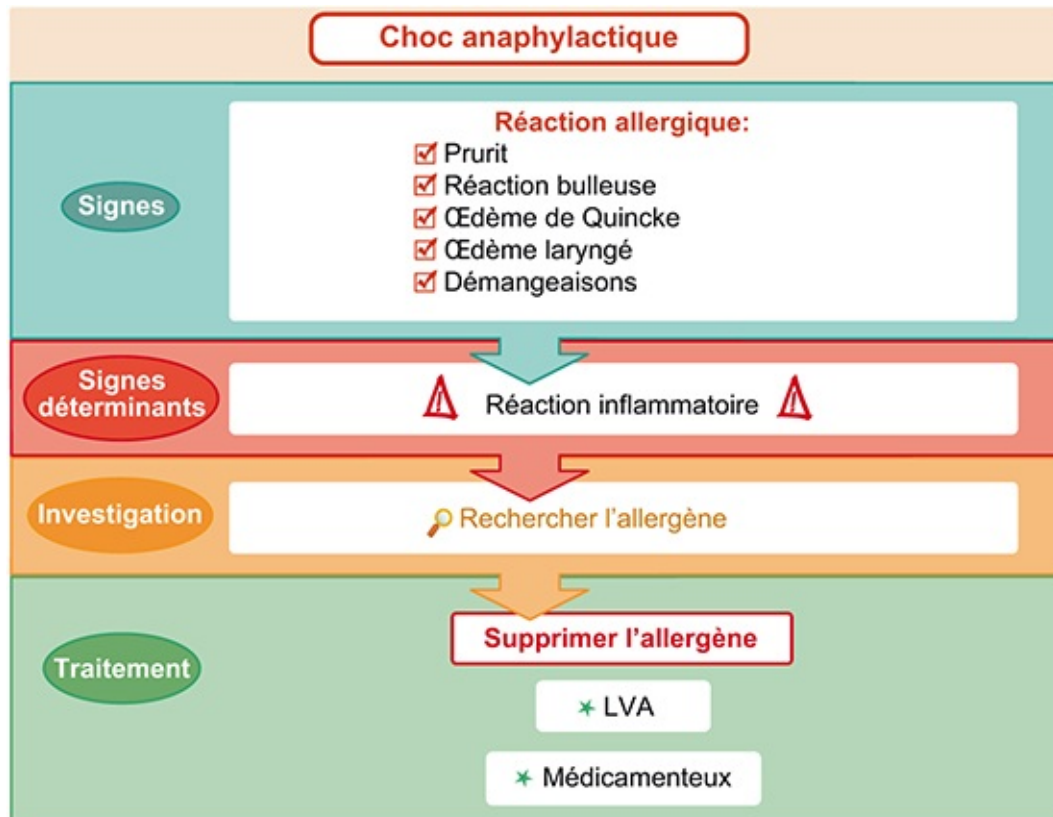 Choc anaphylactique
Réaction allergique:
Prurit
Réaction bulleuse
Signes
Œdème de Quincke
Œdème laryngé
Démangeaisons
Signes
déterminants
Réaction inflammatoire
Investigation
Rechercher l’allergène
Supprimer l’allergène
Traitement
LVA
Médicamenteux